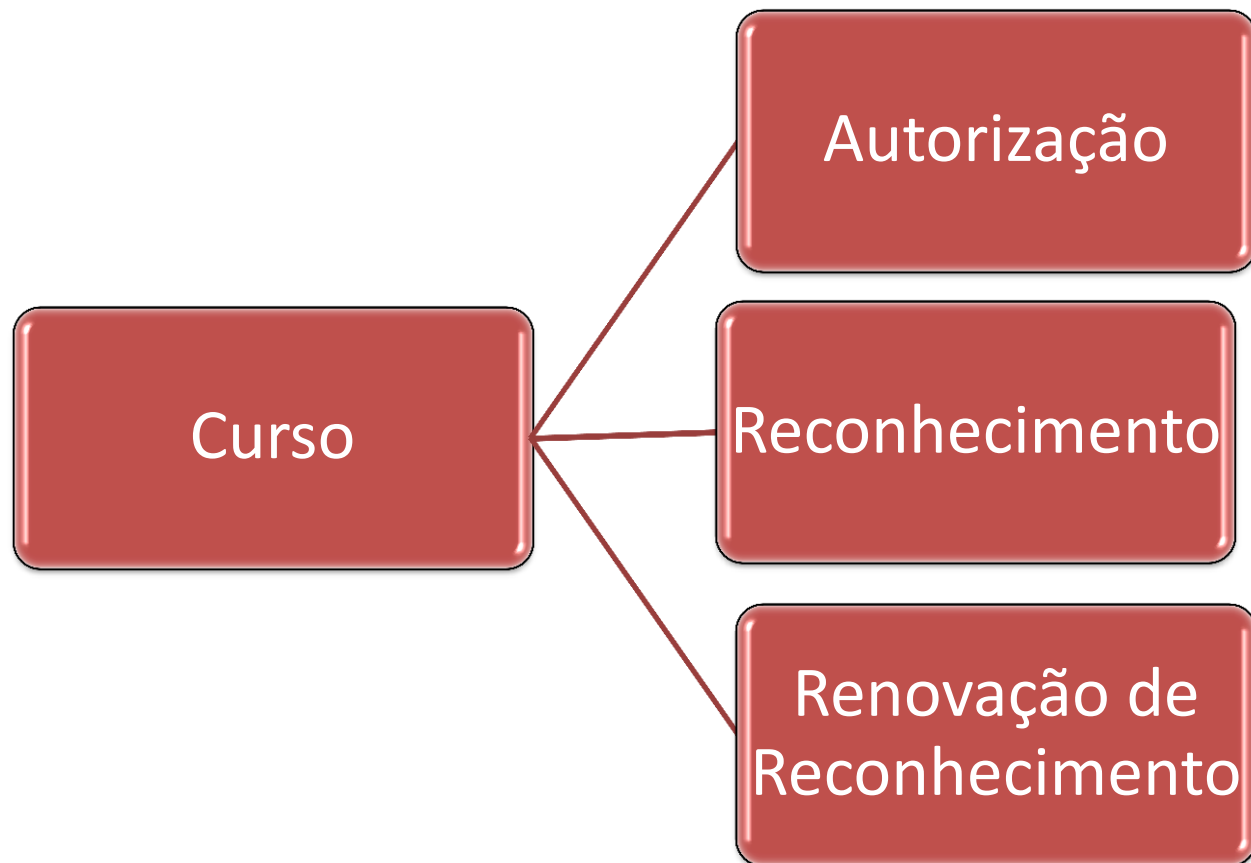 Autorização
Curso
Reconhecimento
Renovação de
Reconhecimento